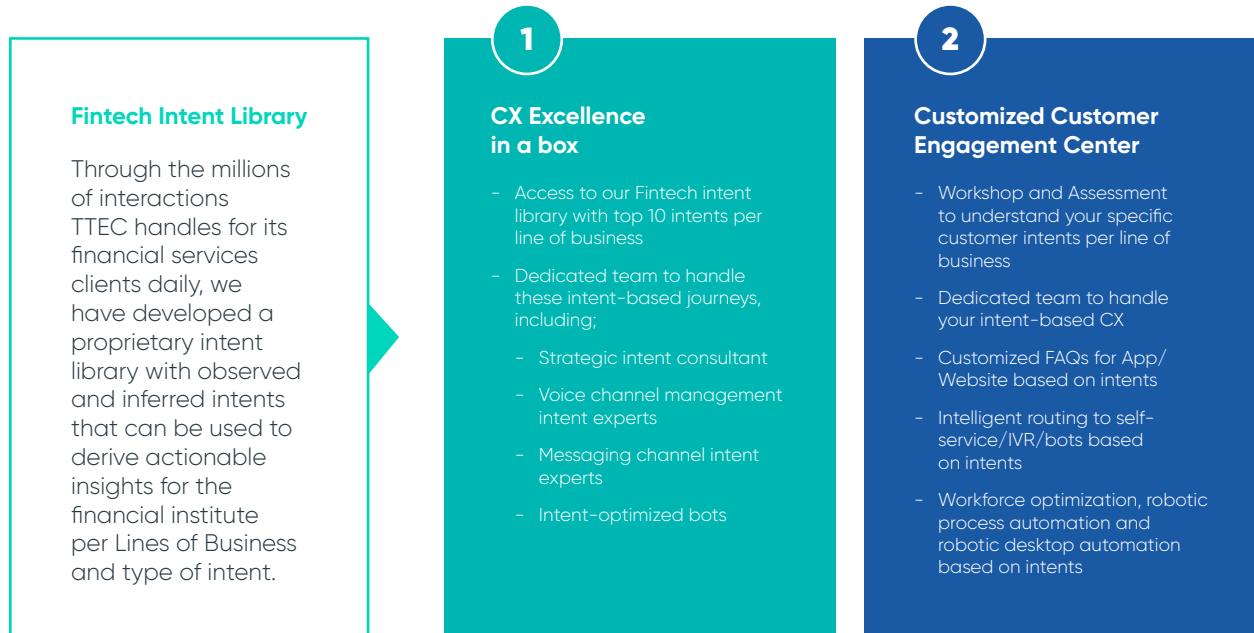 Fintech Intent Library
Through the millions
of interactions
TTEC handles for its
financial services
clients daily, we
have developed a
proprietary intent
library with observed
and inferred intents
that can be used to
derive actionable
insights for the
financial institute
per Lines of Business
and type of intent.
1
CX Excellence
in a box
- Access to our Fintech intent
library with top 10 intents per
line of business
- Dedicated team to handle
these intent-based journeys,
including;
- Strategic intent consultant
- Voice channel management
intent experts
- Messaging channel intent
experts
- Intent-optimized bots
2
Customized Customer
Engagement Center
- Workshop and Assessment
to understand your specific
customer intents per line of
business
- Dedicated team to handle
your intent-based CX
- Customized FAQs for App/
Website based on intents
- Intelligent routing to self-
service/IVR/bots based
on intents
- Workforce optimization, robotic
process automation and
robotic desktop automation
based on intents